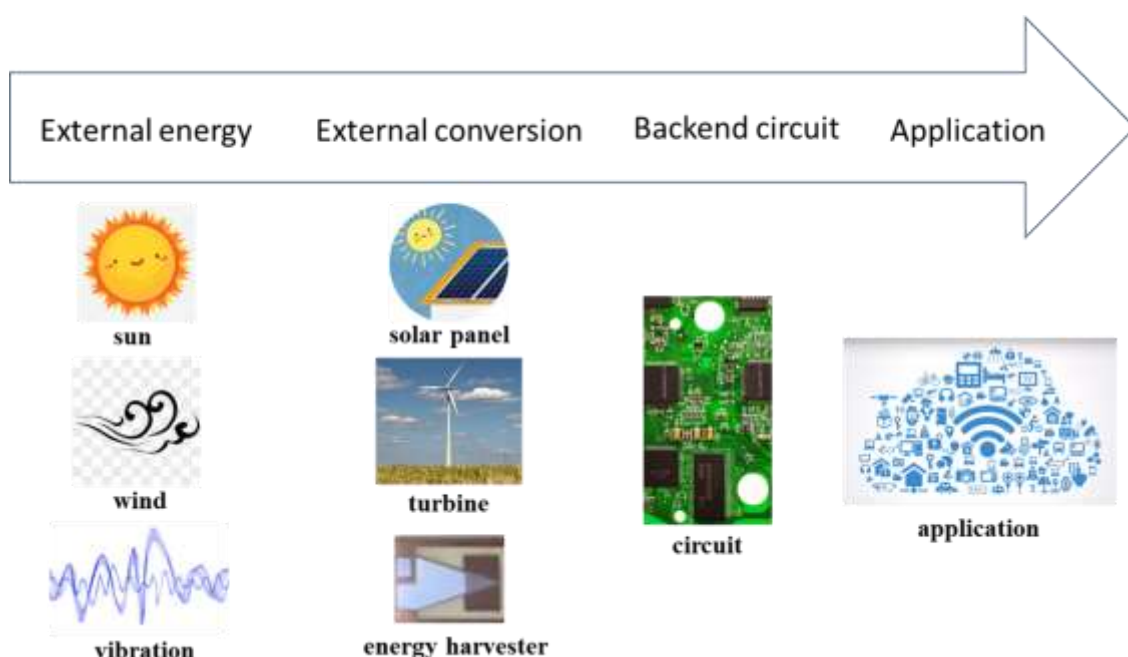 External energy External conversion Backend circuit Application
sun
solar panel
wind
turbine
circuit
application
vibration
energy harvester